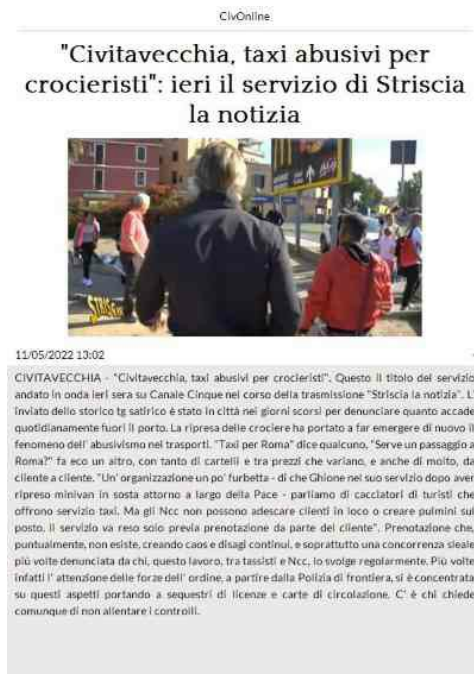 CivOnline
"Civitavecchia, taxi abusivi per
crocieristi": ieri il servizio di Striscia
la notizia
STRISCIA
11/05/2022 13:02
CIVITAVECCHIA - "Civitavecchia, taxi abusivi per crocieristi". Questo il titolo del servizio
andato in onda ieri sera su Canale Cinque nel corso della trasmissione "Striscia la notizia". L'
inviato dello storico tg satirico è stato in città nei giorni scorsi per denunciare quanto accade
quotidianamente fuori il porto. La ripresa delle crociere ha portato a far emergere di nuovo il
fenomeno dell' abusivismo nei trasporti. "Taxi per Roma" dice qualcuno, "Serve un passaggio a
Roma?" fa eco un altro, con tanto di cartelli e tra prezzi che variano, e anche di molto, da
cliente a cliente. "Un' organizzazione un po' furbetta - di che Ghione nel suo servizio dopo aver
ripreso minivan in sosta attorno a largo della Pace - parliamo di cacciatori di turisti che
offrono servizio taxi. Ma gli Ncc non possono adescare clienti in loco o creare pulmini sul
posto. Il servizio va reso solo previa prenotazione da parte del cliente". Prenotazione che,
puntualmente, non esiste, creando caos e disagi continui, e soprattutto una concorrenza sleale
più volte denunciata da chi, questo lavoro, tra tassisti e Ncc, lo svolge regolarmente. Più volte
infatti l' attenzione delle forze dell' ordine, a partire dalla Polizia di frontiera, si è concentrata
su questi aspetti portando a sequestri di licenze e carte di circolazione. C' è chi chiede
comunque di non allentare i controlli.